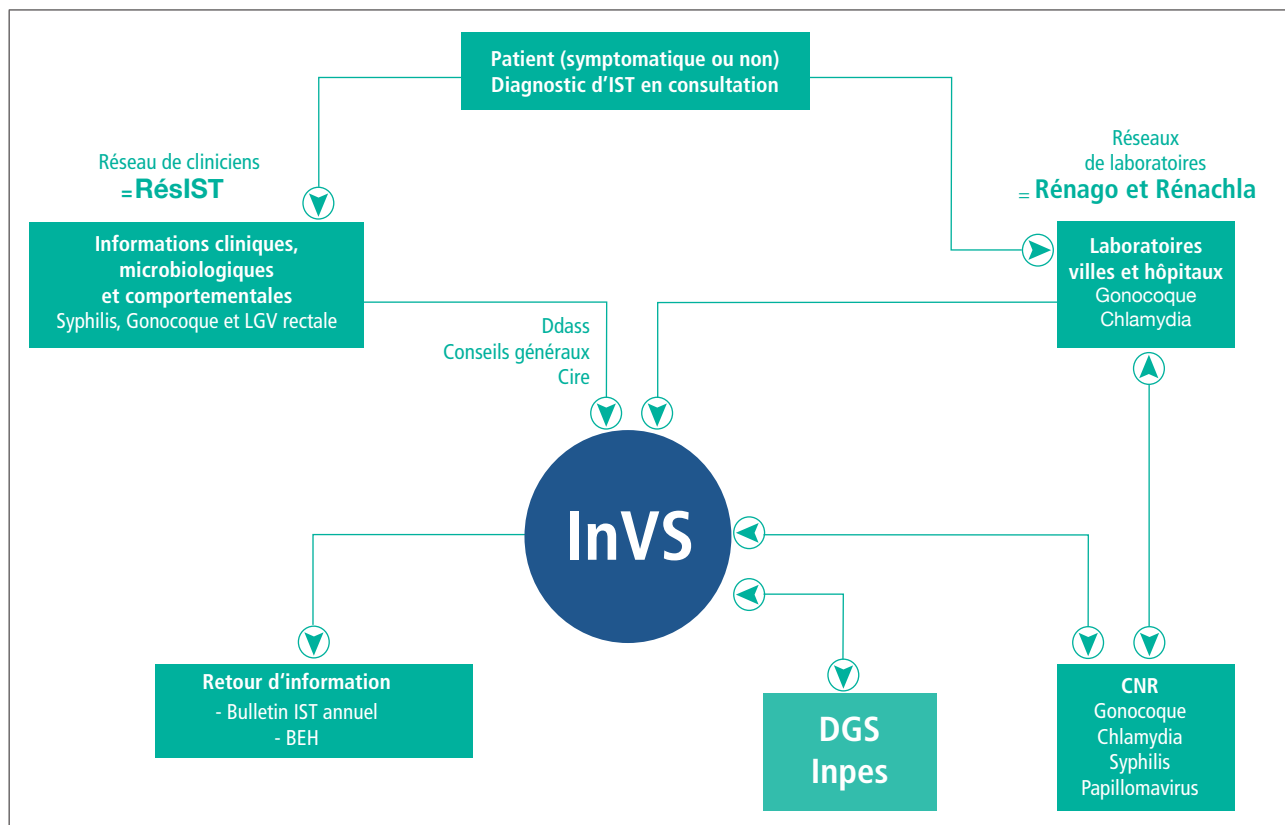 Patient (symptomatique ou non)
Diagnostic d'IST en consultation
Réseau de cliniciens
=RésIST
Réseaux
de laboratoires
= Rénago et Rénachla
Informations cliniques,
microbiologiques
et comportementales
Syphilis, Gonocoque et LGV rectale
Laboratoires
villes et hôpitaux
Gonocoque
Chlamydia
Ddass
Conseils généraux
Cire
InVS
Retour d'information
- Bulletin IST annuel
- BEH
DGS
Inpes
CNR
Gonocoque
Chlamydia
Syphilis
Papillomavirus